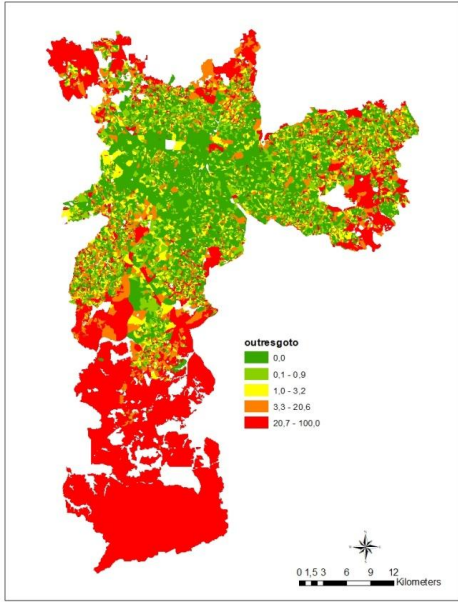 outresgoto
0,0
0,1 - 0,9
1,0 - 3,2
3,3 - 20,6
20,7 - 100,0
0 1,5 3 6 9 12
Kilometers